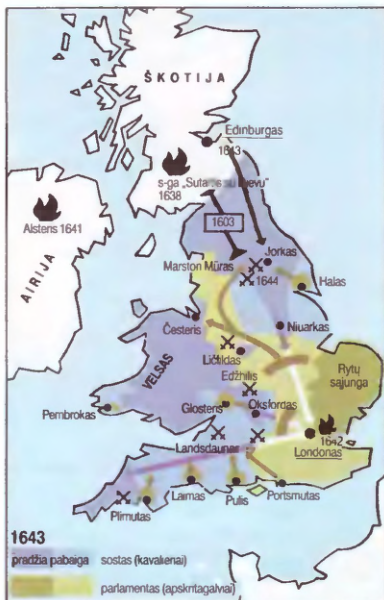 ŠKOTIJA
Edinburgas
1643
s-ga „Sutartis su Dievu“
1638
1603
Alsteris 1641
AIRIJA
Marston Mūras
Jorkas
1644
Halas
Niuarkas
Česteris
Ličfildas
VELSAS
Edžhilis
Rytų
sąjunga
Pembrokas
Glosteris
Oksfordas
Landsdaunas
1642
Londonas
Plimutas
Laimas
Pulis
Portsmutas
1643
pradžia pabaiga
sostas (kavalieriai)
parlamentas (apskritagalviai)